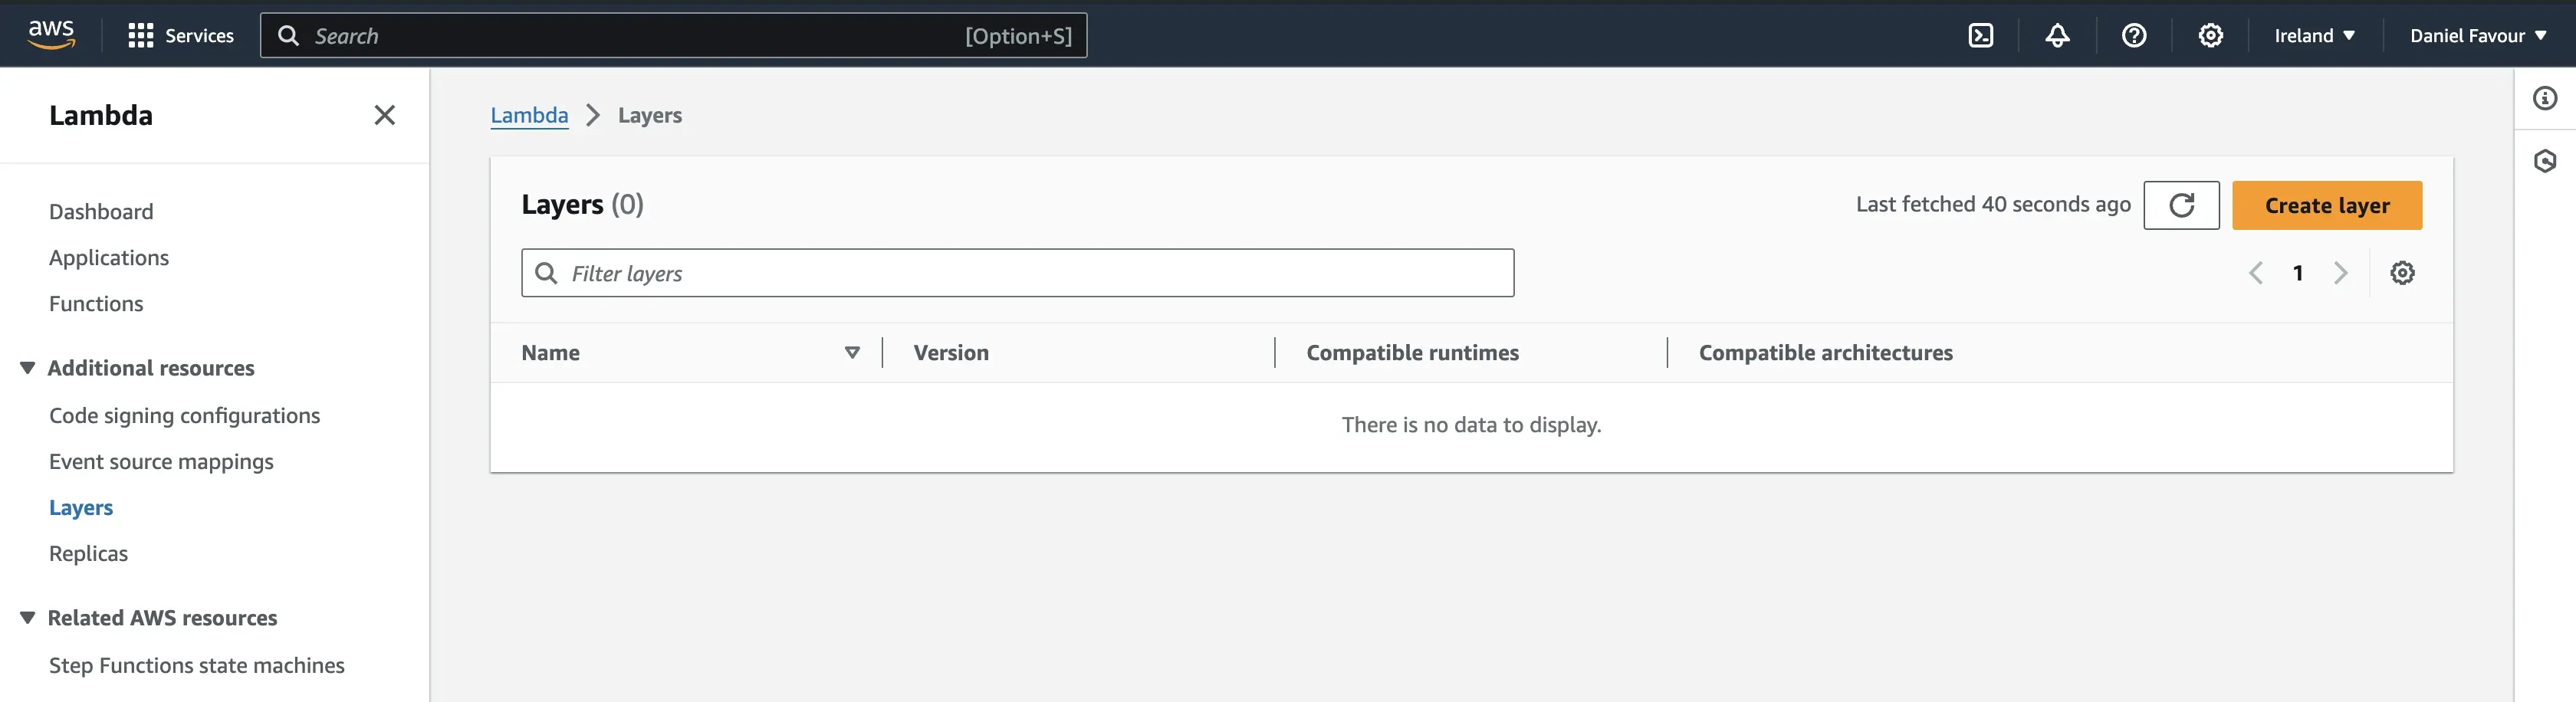 aws Services Search [Option+S] Ireland Daniel Favour
Lambda
Dashboard
Applications
Functions
Additional resources
Code signing configurations
Event source mappings
Layers
Replicas
Related AWS resources
Step Functions state machines
Lambda Layers
Layers (0) Last fetched 40 seconds ago Create layer
Filter layers 1
Name Version Compatible runtimes Compatible architectures
There is no data to display.